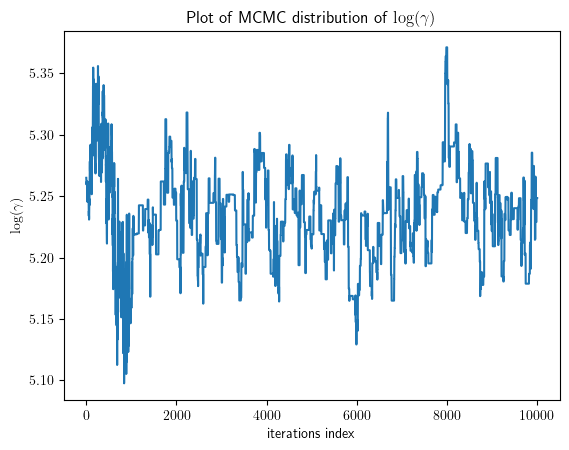 Plot of MCMC distribution of log(γ)
5.35
5.30
5.25
5.20
5.15
5.10
log(γ)
0 2000 4000 6000 8000 10000
iterations index